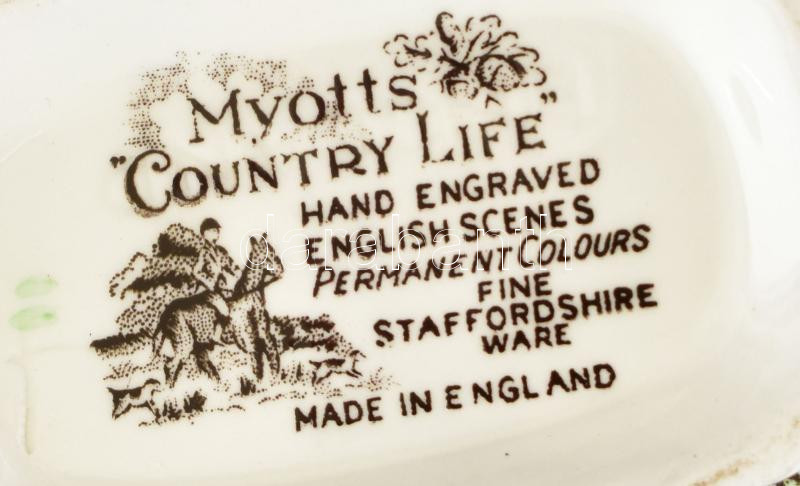 Myotts
"COUNTRY LIFE"
HAND ENGRAVED
ENGLISH SCENES
PERMANENT COLOURS
FINE
STAFFORDSHIRE
WARE
MADE IN ENGLAND